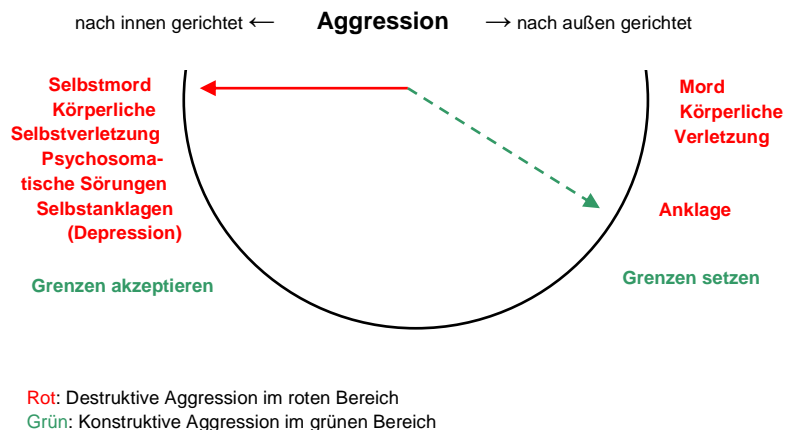 nach innen gerichtet ← Aggression → nach außen gerichtet
Selbstmord
Körperliche
Selbstverletzung
Psychosoma-
tische Sörungen
Selbstanklagen
(Depression)
Grenzen akzeptieren
Mord
Körperliche
Verletzung
Anklage
Grenzen setzen
Rot: Destruktive Aggression im roten Bereich
Grün: Konstruktive Aggression im grünen Bereich